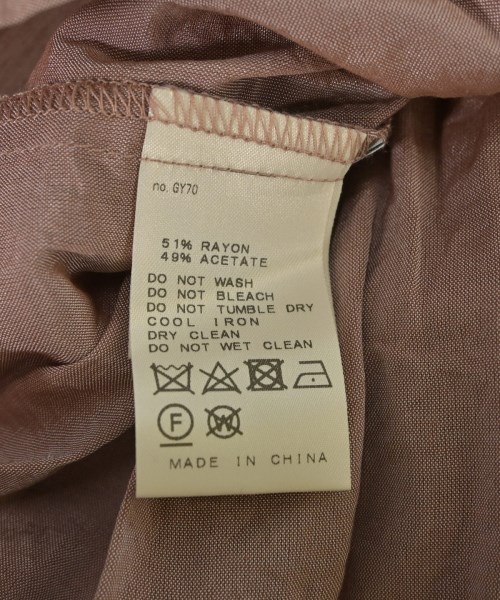 no. GY70
51% RAYON
49% ACETATE
DO NOT WASH
DO NOT BLEACH
DO NOT TUMBLE DRY
COOL IRON
DRY CLEAN
DO NOT WET CLEAN
F W
MADE IN CHINA